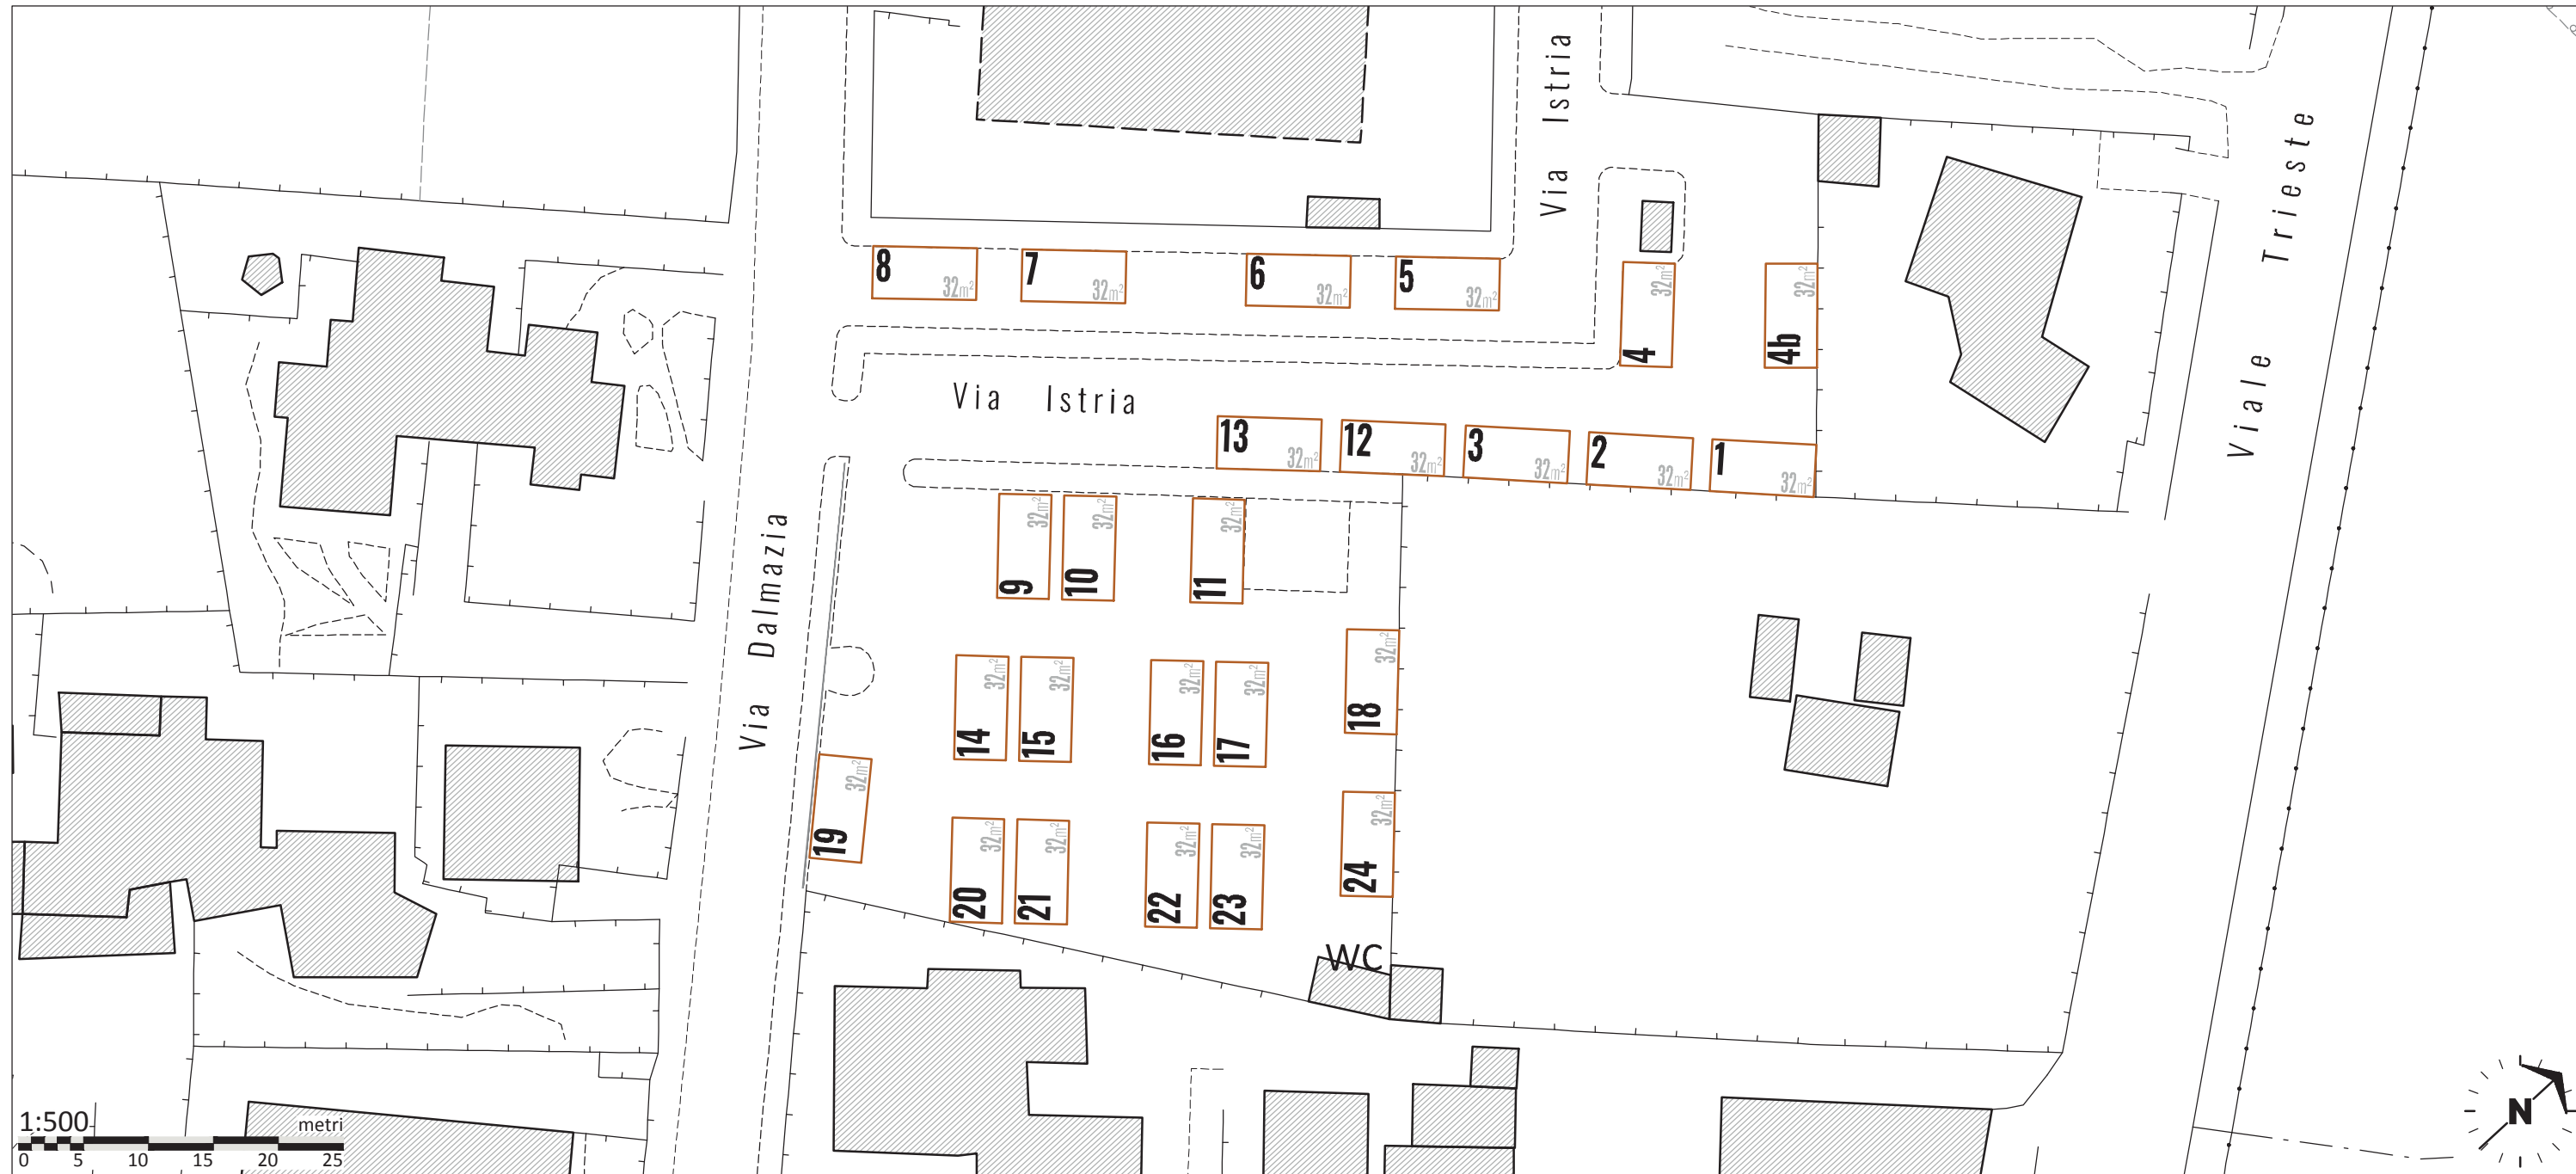 Via Istria
Via Istria
Viale Trieste
8
32m²
7
32m²
6
32m²
5
32m²
4
32m²
4b
32m²
Via Istria
13
32m²
12
32m²
3
32m²
2
32m²
1
32m²
Via Dalmazia
9
32m²
10
32m²
11
32m²
14
32m²
15
32m²
16
32m²
17
32m²
18
32m²
19
32m²
20
32m²
21
32m²
22
32m²
23
32m²
24
32m²
WC
1:500
metri
0 5 10 15 20 25
N